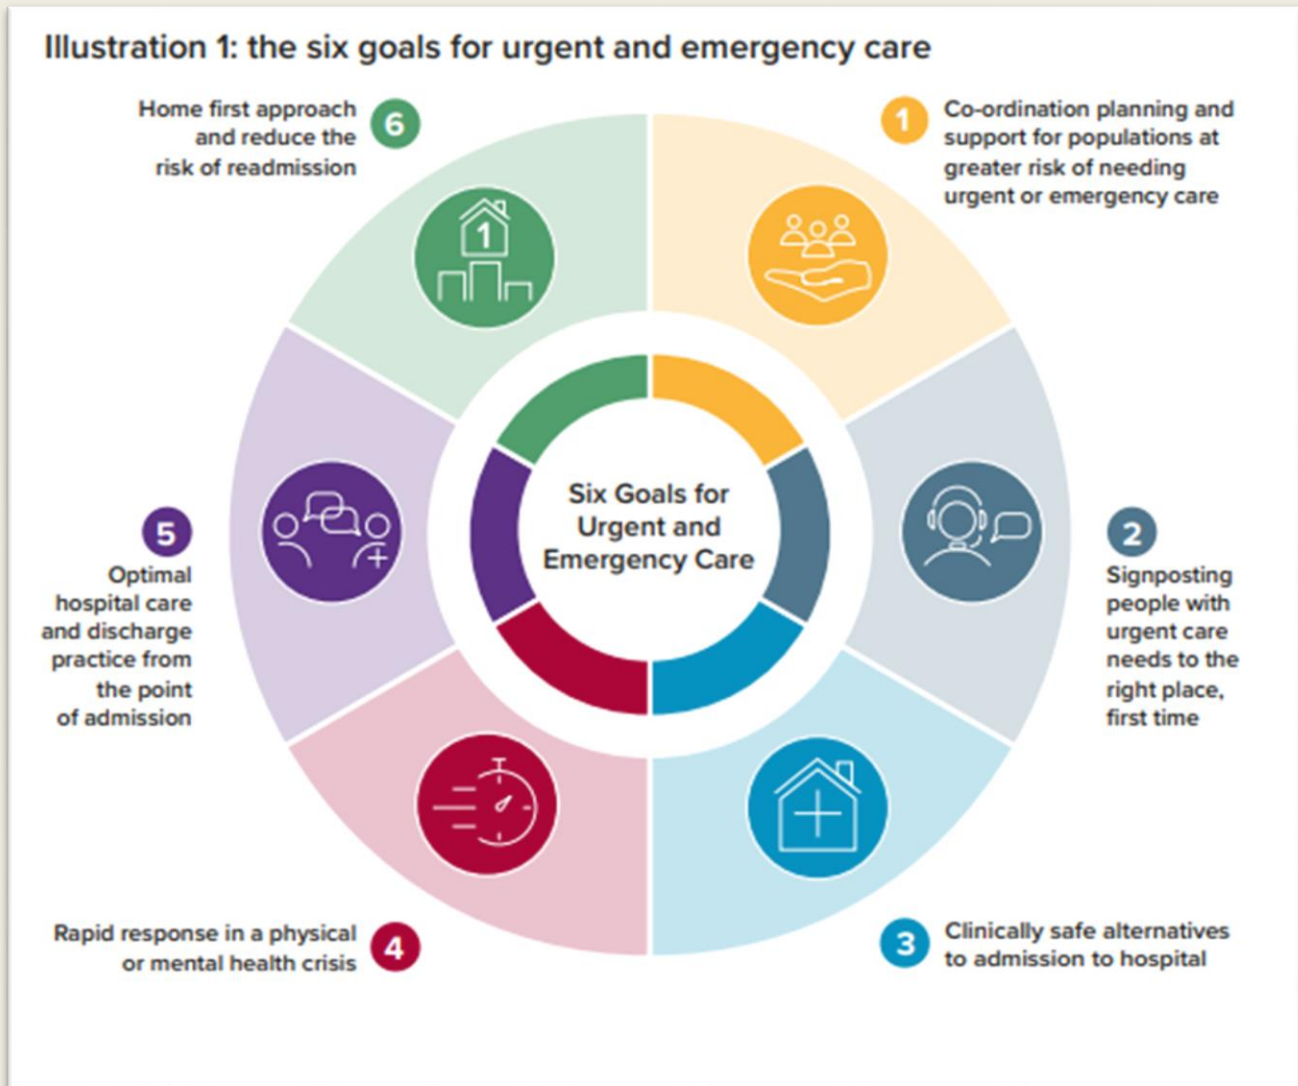 Illustration 1: the six goals for urgent and emergency care
1
Co-ordination planning and
support for populations at
greater risk of needing
urgent or emergency care
2
Signposting
people with
urgent care
needs to the
right place,
first time
3
Clinically safe alternatives
to admission to hospital
4
Rapid response in a physical
or mental health crisis
5
Optimal
hospital care
and discharge
practice from
the point
of admission
6
Home first approach
and reduce the
risk of readmission
1
Six Goals for
Urgent and
Emergency Care